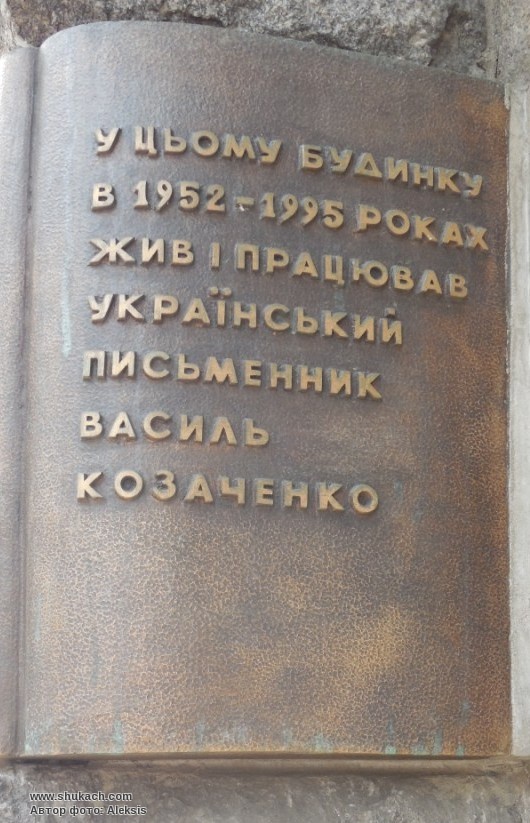 У ЦЬОМУ БУДИНКУ
В 1952-1995 РОКАХ
ЖИВ І ПРАЦЮВАВ
УКРАЇНСЬКИЙ
ПИСЬМЕННИК
ВАСИЛЬ
КОЗАЧЕНКО
www.shukach.com
Автор фото: Aleksis